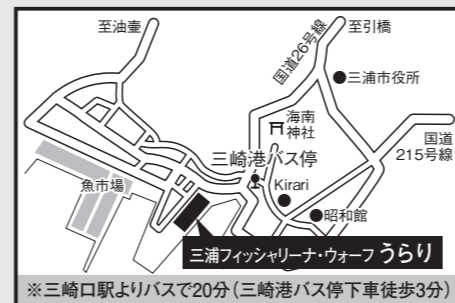 至油壷
国道26号線
至引橋
三浦市役所
海南
神社
国道
215号線
三崎港バス停
魚市場
Kirari
昭和館
三浦フィッシャリーナ・ウォーフ うらり
※三崎口駅よりバスで20分(三崎港バス停下車徒歩3分)